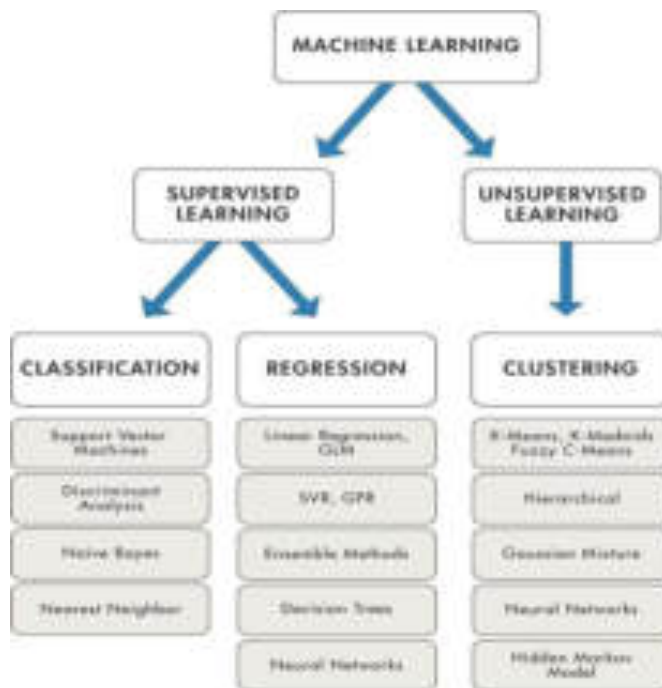 MACHINE LEARNING
SUPERVISED
LEARNING
UNSUPERVISED
LEARNING
CLASSIFICATION
REGRESSION
CLUSTERING
Support Vector
Machines
Discriminant
Analysis
Naive Bayes
Nearest Neighbor
Linear Regression,
GLM
SVR, GPR
Ensemble Methods
Decision Trees
Neural Networks
K-Means, K-Medoids
Fuzzy C-Means
Hierarchical
Gaussian Mixture
Neural Networks
Hidden Markov
Model